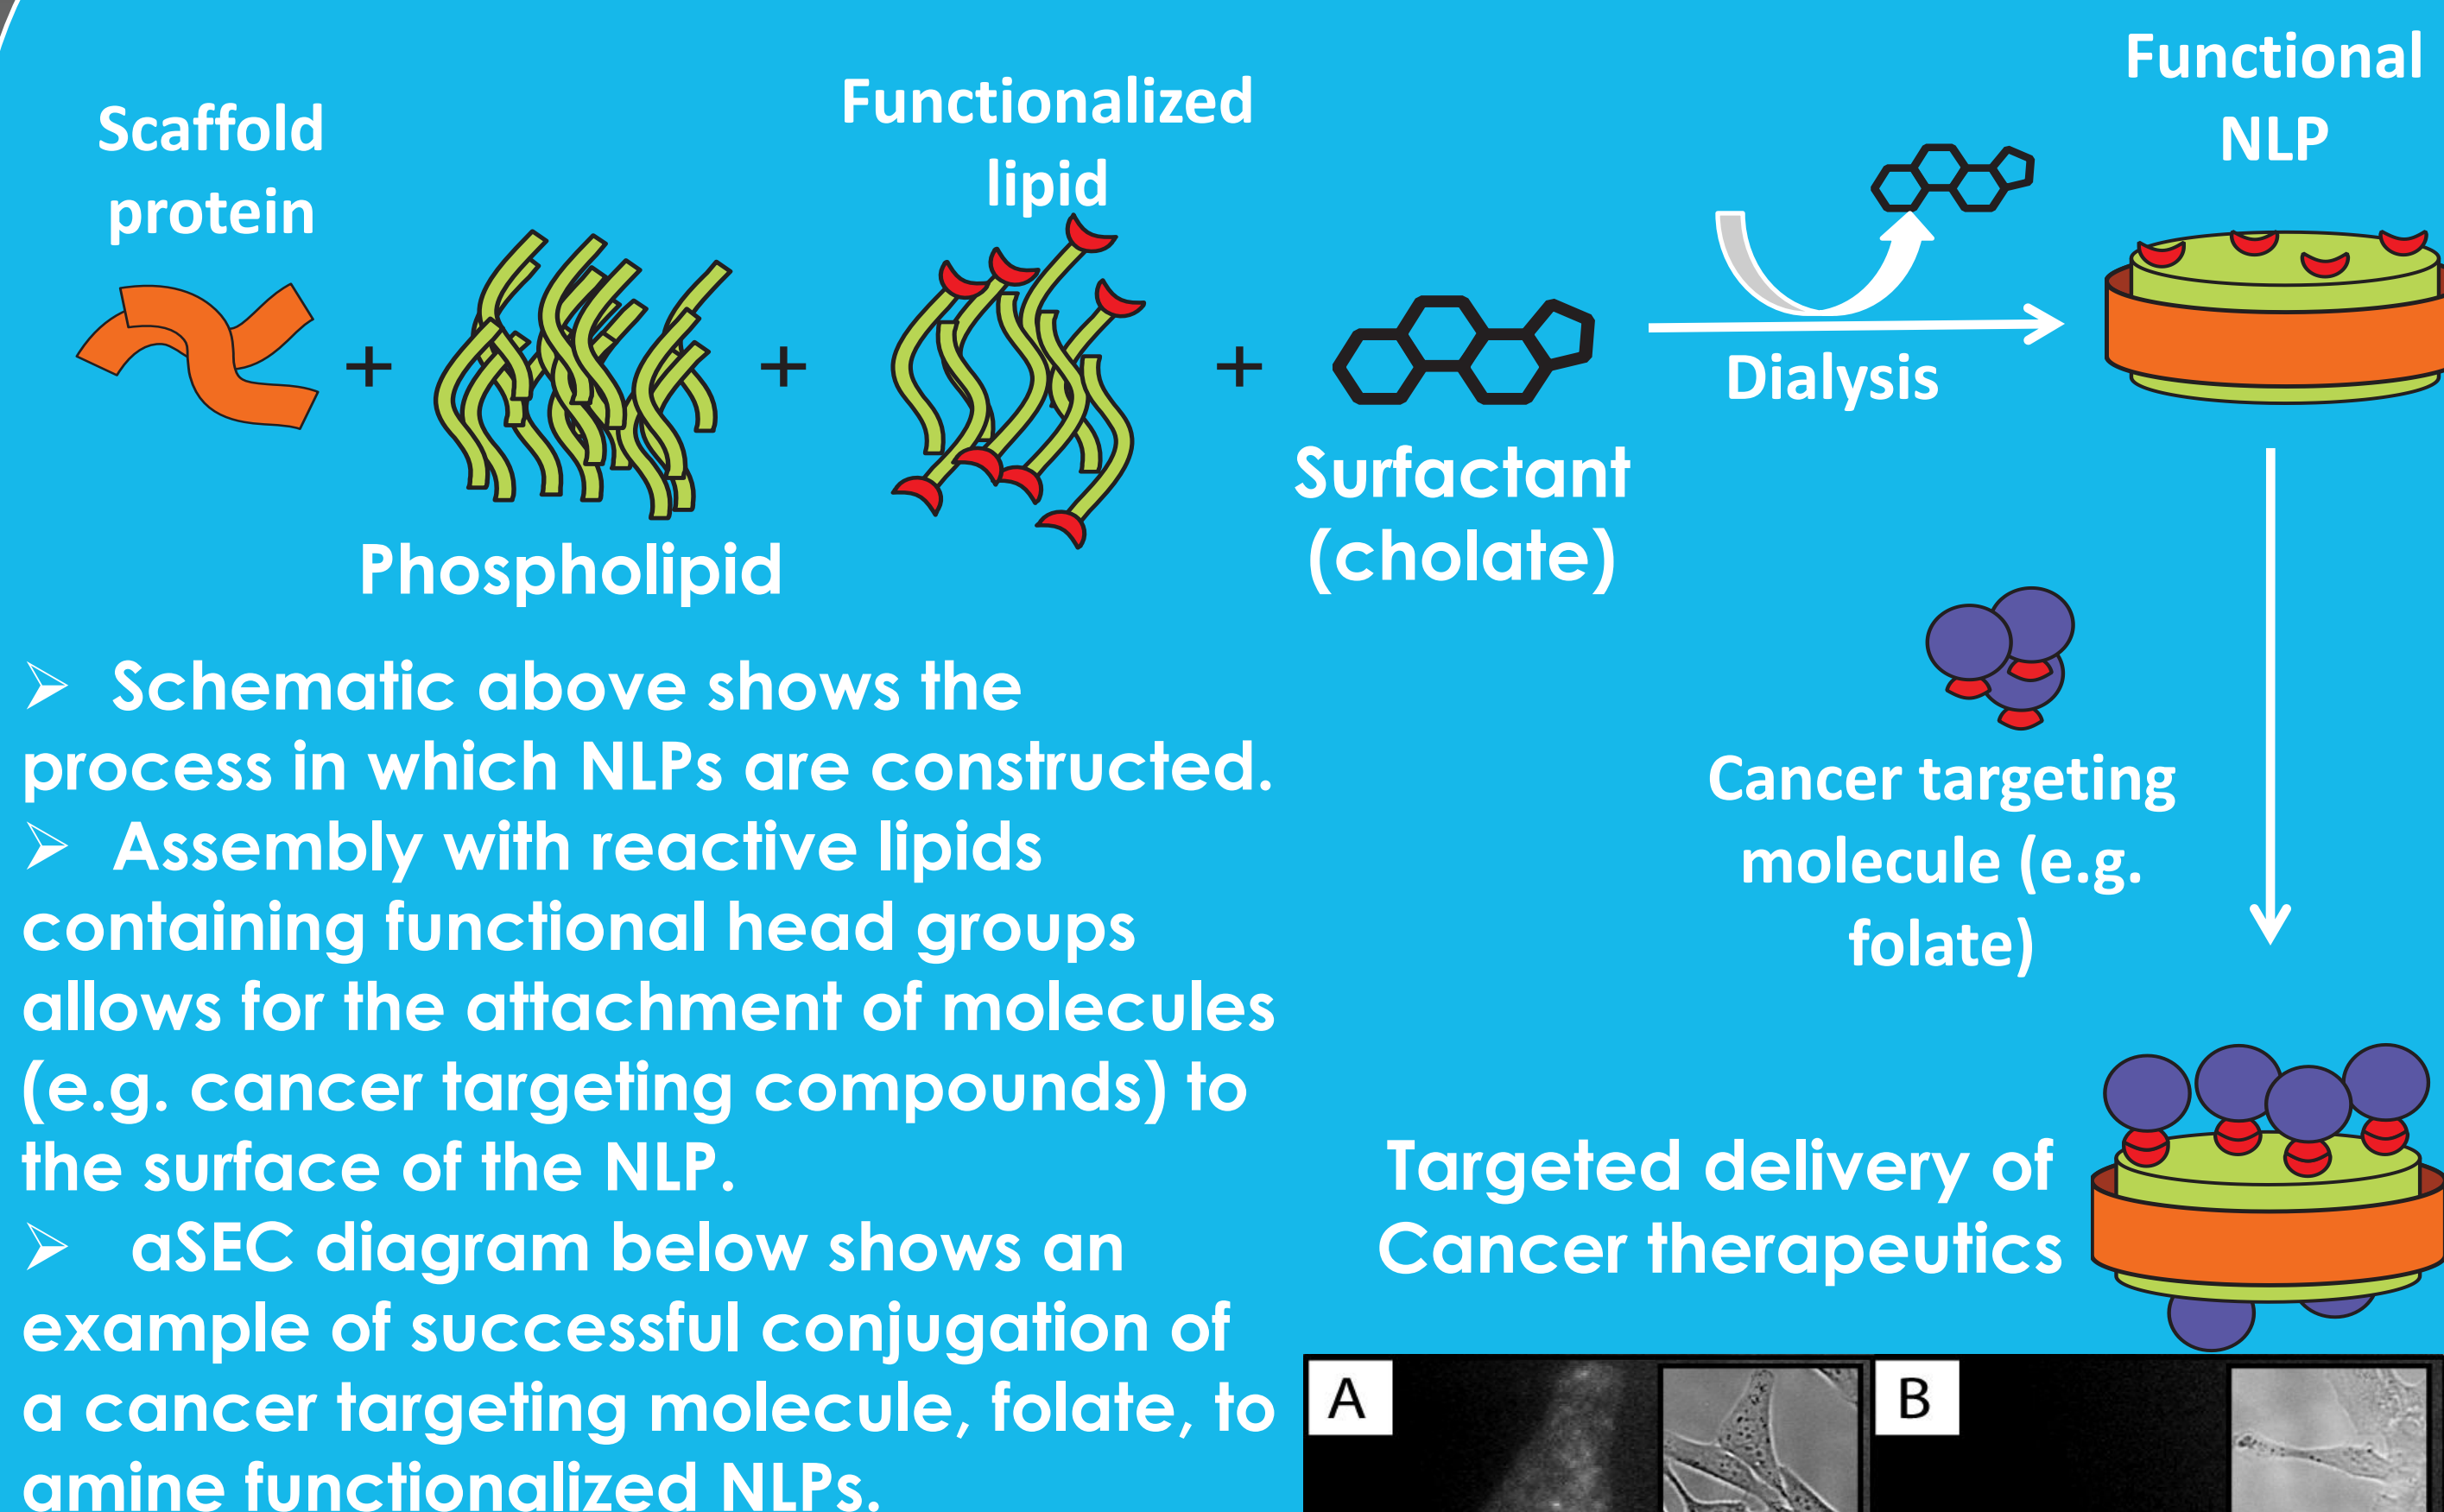 Scaffold
protein
+
Phospholipid
+
Functionalized
lipid
+
Surfactant
(cholate)
Dialysis
Functional
NLP
Cancer targeting
molecule (e.g.
folate)
Targeted delivery of
Cancer therapeutics
➢ Schematic above shows the
process in which NLPs are constructed.
➢ Assembly with reactive lipids
containing functional head groups
allows for the attachment of molecules
(e.g. cancer targeting compounds) to
the surface of the NLP.
➢ aSEC diagram below shows an
example of successful conjugation of
a cancer targeting molecule, folate, to
amine functionalized NLPs.
A
B